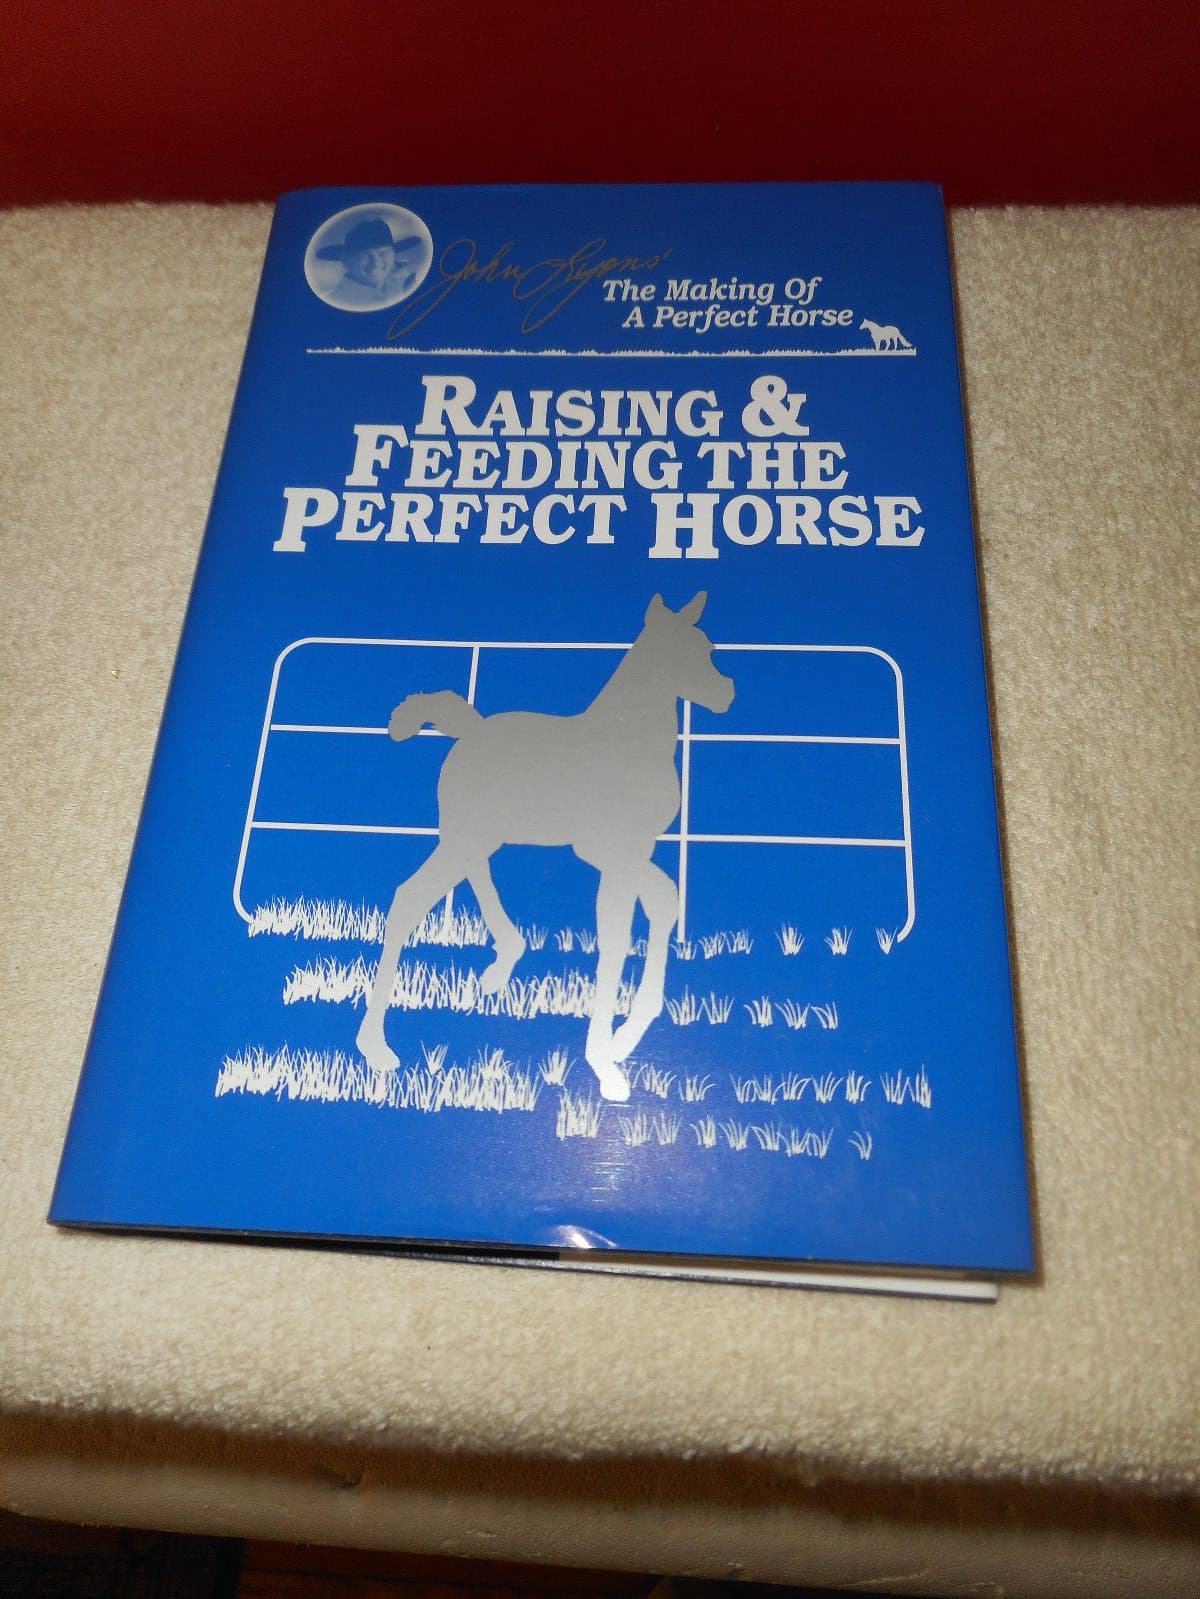 John Lyons'
The Making Of
A Perfect Horse
RAISING &
FEEDING THE
PERFECT HORSE